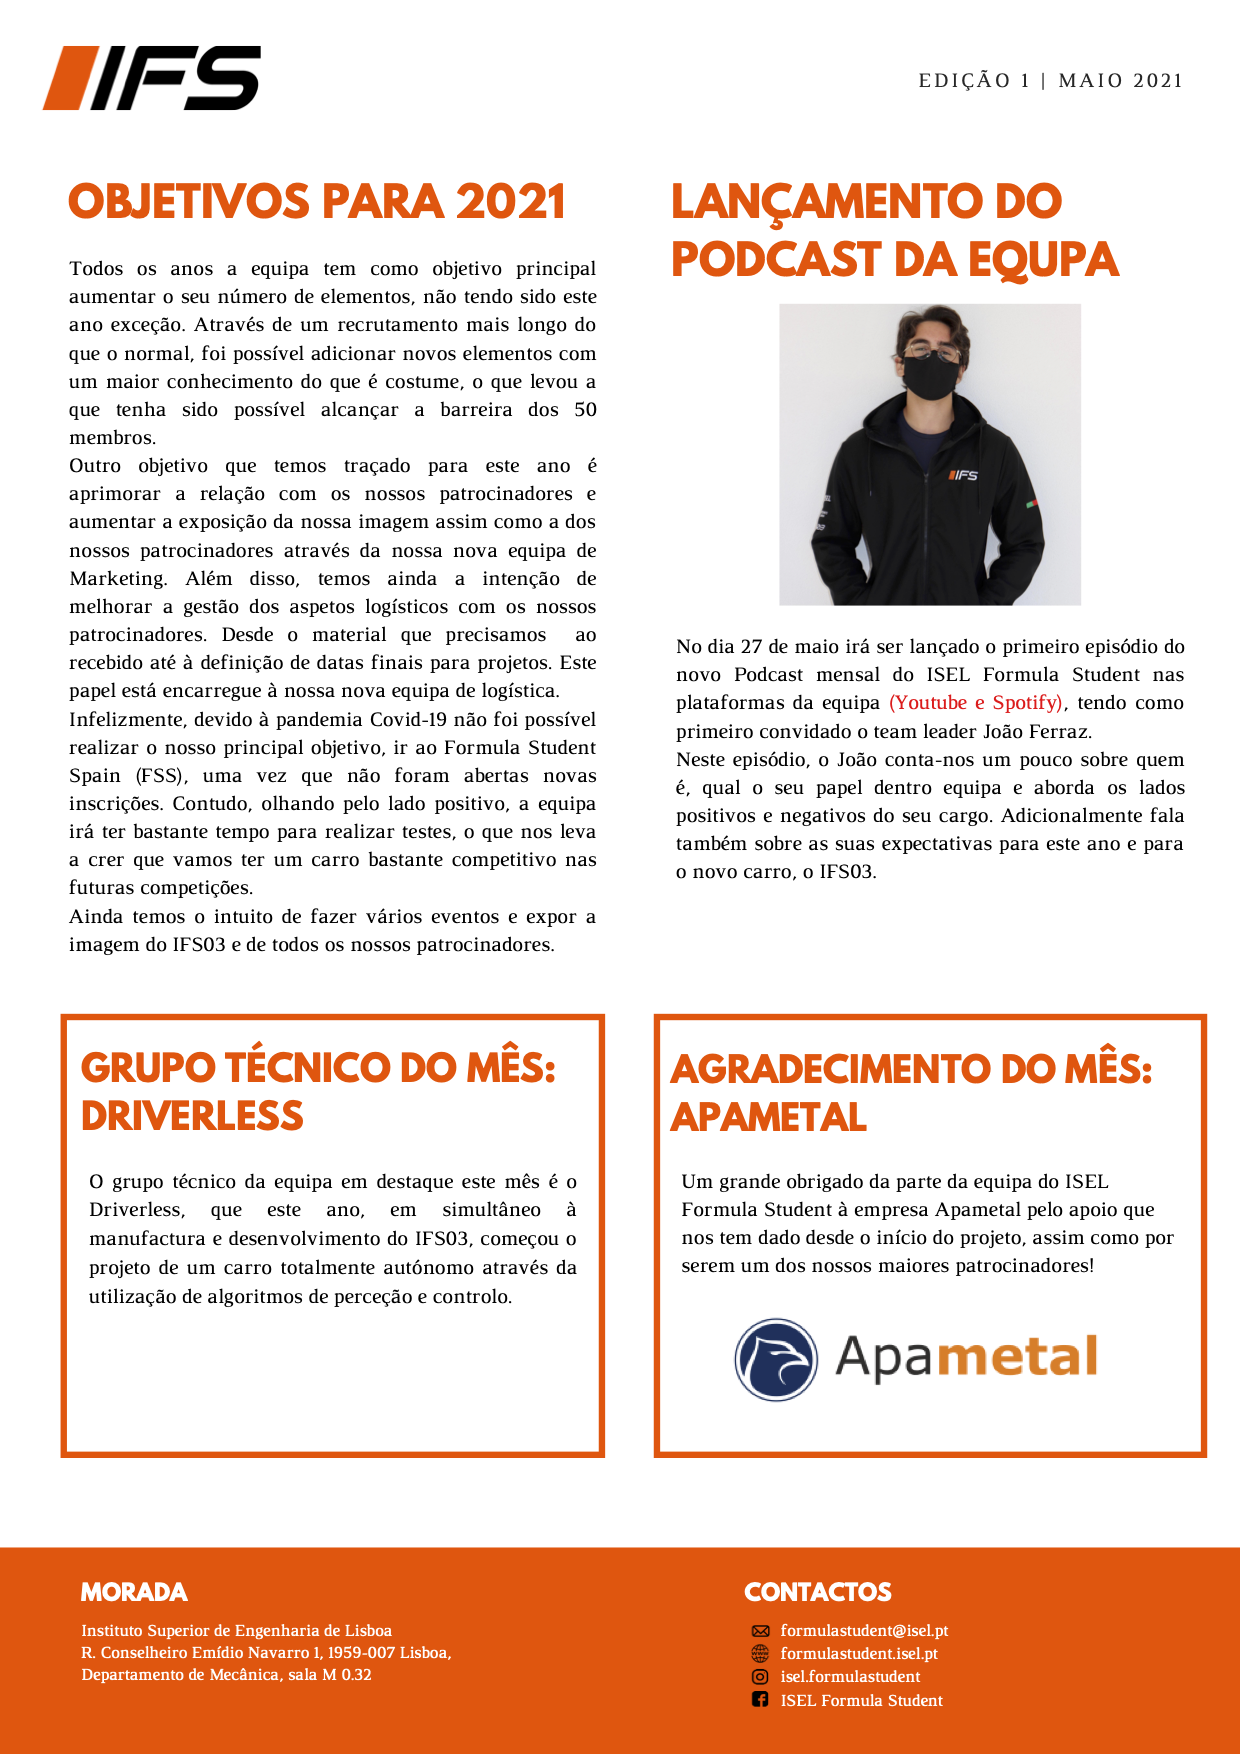 IFS
EDIÇÃO 1 | MAIO 2021
OBJETIVOS PARA 2021
Todos os anos a equipa tem como objetivo principal
aumentar o seu número de elementos, não tendo sido este
ano exceção. Através de um recrutamento mais longo do
que o normal, foi possível adicionar novos elementos com
um maior conhecimento do que é costume, o que levou a
que tenha sido possível alcançar a barreira dos 50
membros.
Outro objetivo que temos traçado para este ano é
aprimorar a relação com os nossos patrocinadores e
aumentar a exposição da nossa imagem assim como a dos
nossos patrocinadores através da nossa nova equipa de
Marketing. Além disso, temos ainda a intenção de
melhorar a gestão dos aspetos logísticos com os nossos
patrocinadores. Desde o material que precisamos ao
recebido até à definição de datas finais para projetos. Este
papel está encarregue à nossa nova equipa de logística.
Infelizmente, devido à pandemia Covid-19 não foi possível
realizar o nosso principal objetivo, ir ao Formula Student
Spain (FSS), uma vez que não foram abertas novas
inscrições. Contudo, olhando pelo lado positivo, a equipa
irá ter bastante tempo para realizar testes, o que nos leva
a crer que vamos ter um carro bastante competitivo nas
futuras competições.
Ainda temos o intuito de fazer vários eventos e expor a
imagem do IFS03 e de todos os nossos patrocinadores.
LANÇAMENTO DO
PODCAST DA EQUPA
IFS
No dia 27 de maio irá ser lançado o primeiro episódio do
novo Podcast mensal do ISEL Formula Student nas
plataformas da equipa (Youtube e Spotify), tendo como
primeiro convidado o team leader João Ferraz.
Neste episódio, o João conta-nos um pouco sobre quem
é, qual o seu papel dentro equipa e aborda os lados
positivos e negativos do seu cargo. Adicionalmente fala
também sobre as suas expectativas para este ano e para
o novo carro, o IFS03.
GRUPO TÉCNICO DO MÊS:
DRIVERLESS
O grupo técnico da equipa em destaque este mês é o
Driverless, que este ano, em simultâneo à
manufactura e desenvolvimento do IFS03, começou o
projeto de um carro totalmente autónomo através da
utilização de algoritmos de perceção e controlo.
AGRADECIMENTO DO MÊS:
APAMETAL
Um grande obrigado da parte da equipa do ISEL
Formula Student à empresa Apametal pelo apoio que
nos tem dado desde o início do projeto, assim como por
serem um dos nossos maiores patrocinadores!
Apametal
MORADA
Instituto Superior de Engenharia de Lisboa
R. Conselheiro Emídio Navarro 1, 1959-007 Lisboa,
Departamento de Mecânica, sala M 0.32
CONTACTOS
formulastudent@isel.pt
formulastudent.isel.pt
isel.formulastudent
ISEL Formula Student